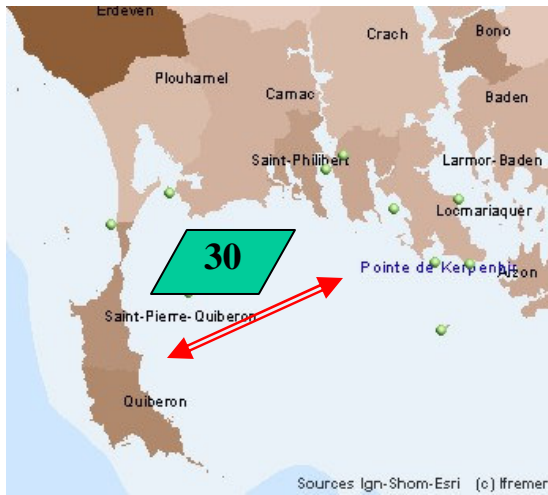 Erdeven
Crach
Bono
Plouharnel
Carnac
Baden
Saint-Philibert
Larmor-Baden
Locmariaquer
30
Pointe de Kerpenhir
Arzon
Saint-Pierre-Quiberon
Quiberon
Sources Ign-Shom-Esri (c) Ifremer